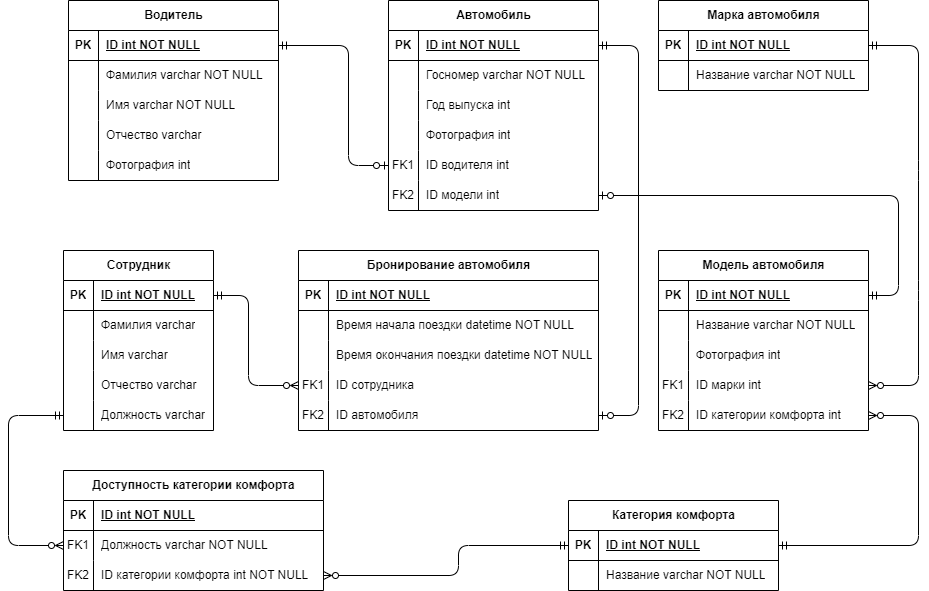 Водитель
PK ID int NOT NULL
Фамилия varchar NOT NULL
Имя varchar NOT NULL
Отчество varchar
Фотография int
Автомобиль
PK ID int NOT NULL
Госномер varchar NOT NULL
Год выпуска int
Фотография int
FK1 ID водителя int
FK2 ID модели int
Марка автомобиля
PK ID int NOT NULL
Название varchar NOT NULL
Сотрудник
PK ID int NOT NULL
Фамилия varchar
Имя varchar
Отчество varchar
Должность varchar
Бронирование автомобиля
PK ID int NOT NULL
Время начала поездки datetime NOT NULL
Время окончания поездки datetime NOT NULL
FK1 ID сотрудника
FK2 ID автомобиля
Модель автомобиля
PK ID int NOT NULL
Название varchar NOT NULL
Фотография int
FK1 ID марки int
FK2 ID категории комфорта int
Доступность категории комфорта
PK ID int NOT NULL
FK1 Должность varchar NOT NULL
FK2 ID категории комфорта int NOT NULL
Категория комфорта
PK ID int NOT NULL
Название varchar NOT NULL